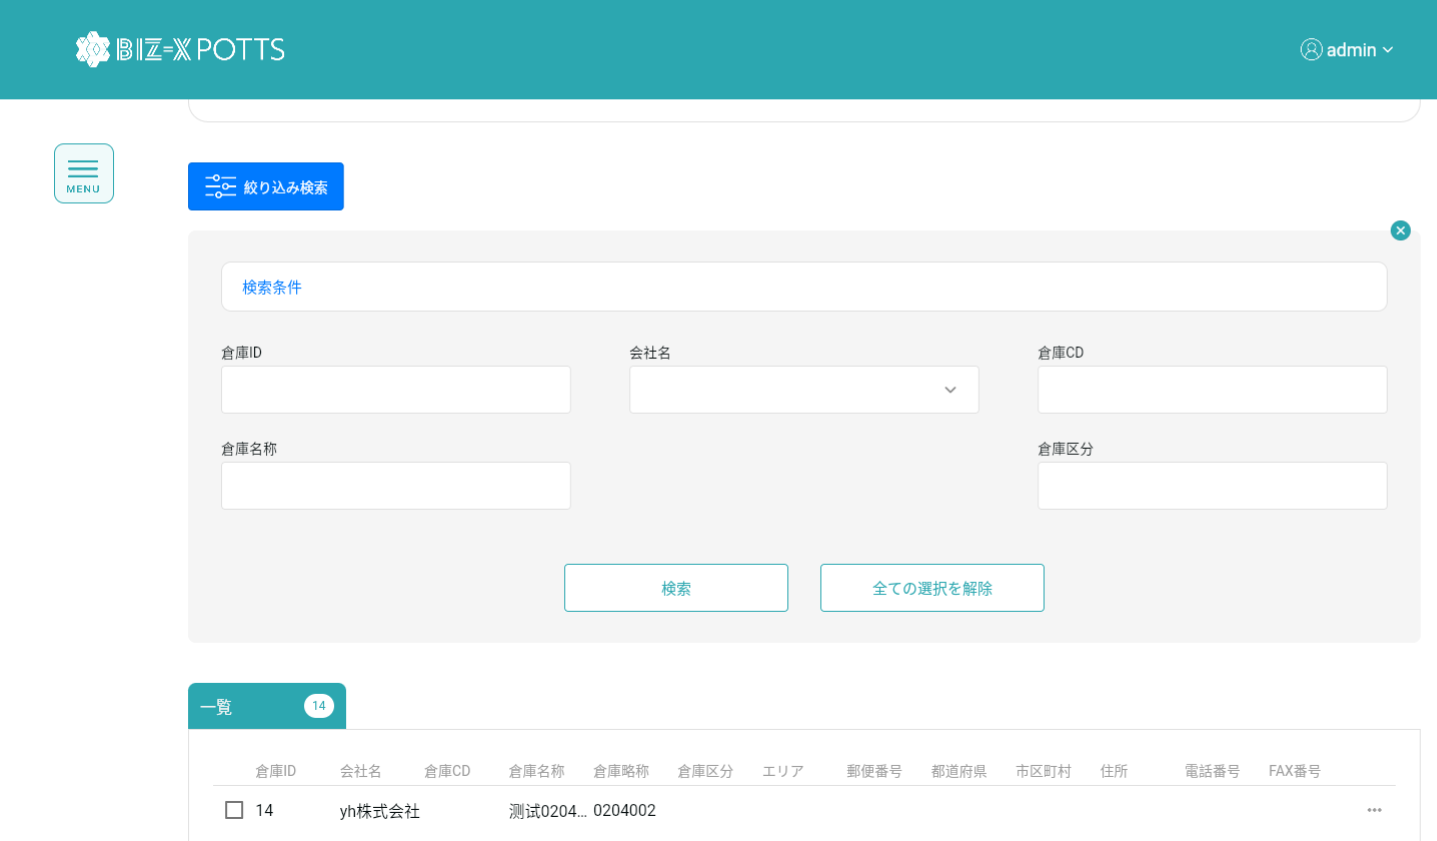 BIZ=X POTTS
admin
MENU
絞り込み検索
検索条件
倉庫ID
会社名
倉庫CD
倉庫名称
倉庫区分
検索
全ての選択を解除
一覧 14
倉庫ID 会社名 倉庫CD 倉庫名称 倉庫略称 倉庫区分 エリア 郵便番号 都道府県 市区町村 住所 電話番号 FAX番号
14 yh株式会社 测试0204... 0204002